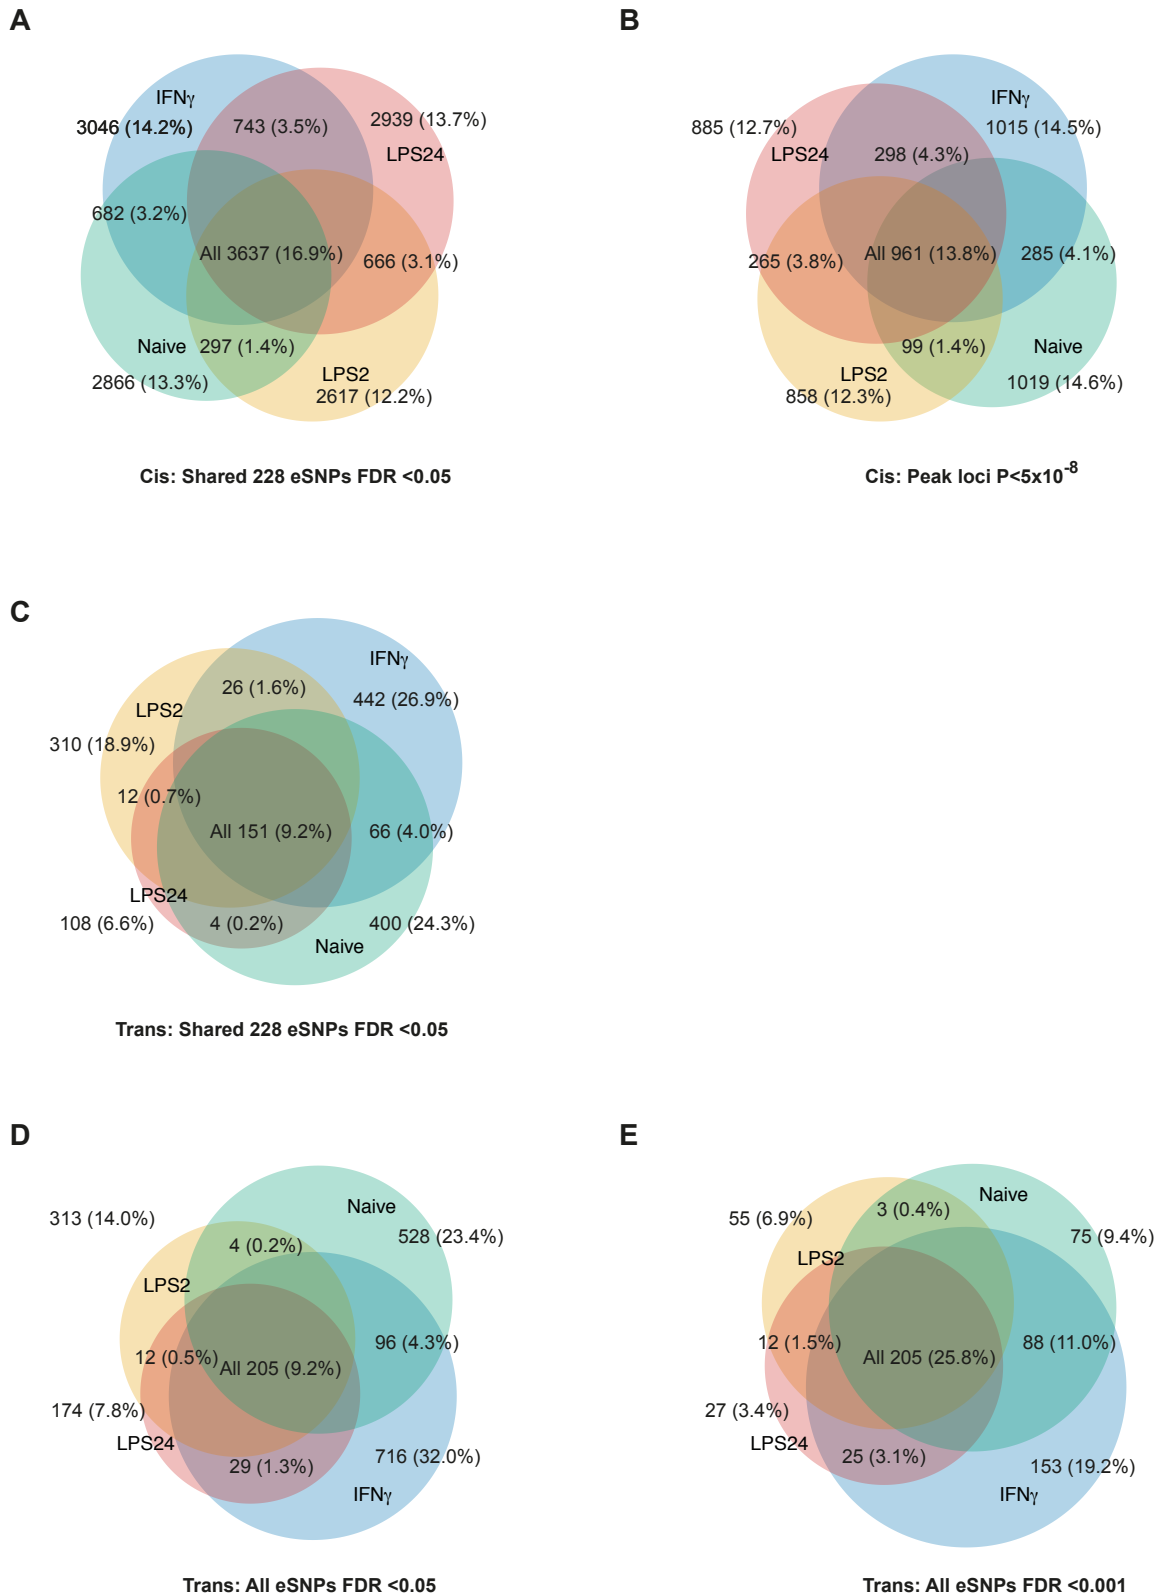 A
IFNγ
3046 (14.2%)
743 (3.5%)
2939 (13.7%)
LPS24
682 (3.2%)
All 3637 (16.9%)
666 (3.1%)
Naive
297 (1.4%)
2866 (13.3%)
LPS2
2617 (12.2%)
Cis: Shared 228 eSNPs FDR <0.05
B
IFNγ
885 (12.7%)
1015 (14.5%)
LPS24
298 (4.3%)
265 (3.8%)
All 961 (13.8%)
285 (4.1%)
99 (1.4%)
Naive
LPS2
858 (12.3%)
1019 (14.6%)
Cis: Peak loci P<5x10-8
C
IFNγ
26 (1.6%)
442 (26.9%)
LPS2
310 (18.9%)
12 (0.7%)
All 151 (9.2%)
66 (4.0%)
LPS24
108 (6.6%)
4 (0.2%)
400 (24.3%)
Naive
Trans: Shared 228 eSNPs FDR <0.05
D
313 (14.0%)
Naive
528 (23.4%)
4 (0.2%)
LPS2
12 (0.5%)
All 205 (9.2%)
96 (4.3%)
174 (7.8%)
LPS24
29 (1.3%)
716 (32.0%)
IFNγ
Trans: All eSNPs FDR <0.05
E
Naive
55 (6.9%)
3 (0.4%)
75 (9.4%)
LPS2
12 (1.5%)
All 205 (25.8%)
88 (11.0%)
27 (3.4%)
LPS24
25 (3.1%)
153 (19.2%)
IFNγ
Trans: All eSNPs FDR <0.001